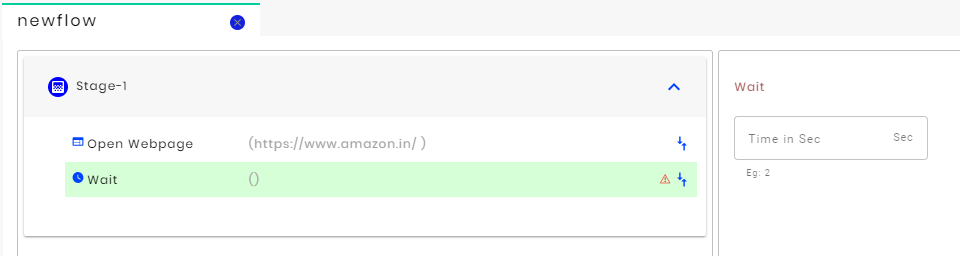 newflow
Stage-1
Open Webpage (https://www.amazon.in/ )
Wait ()
Wait
Time in Sec Sec
Eg: 2